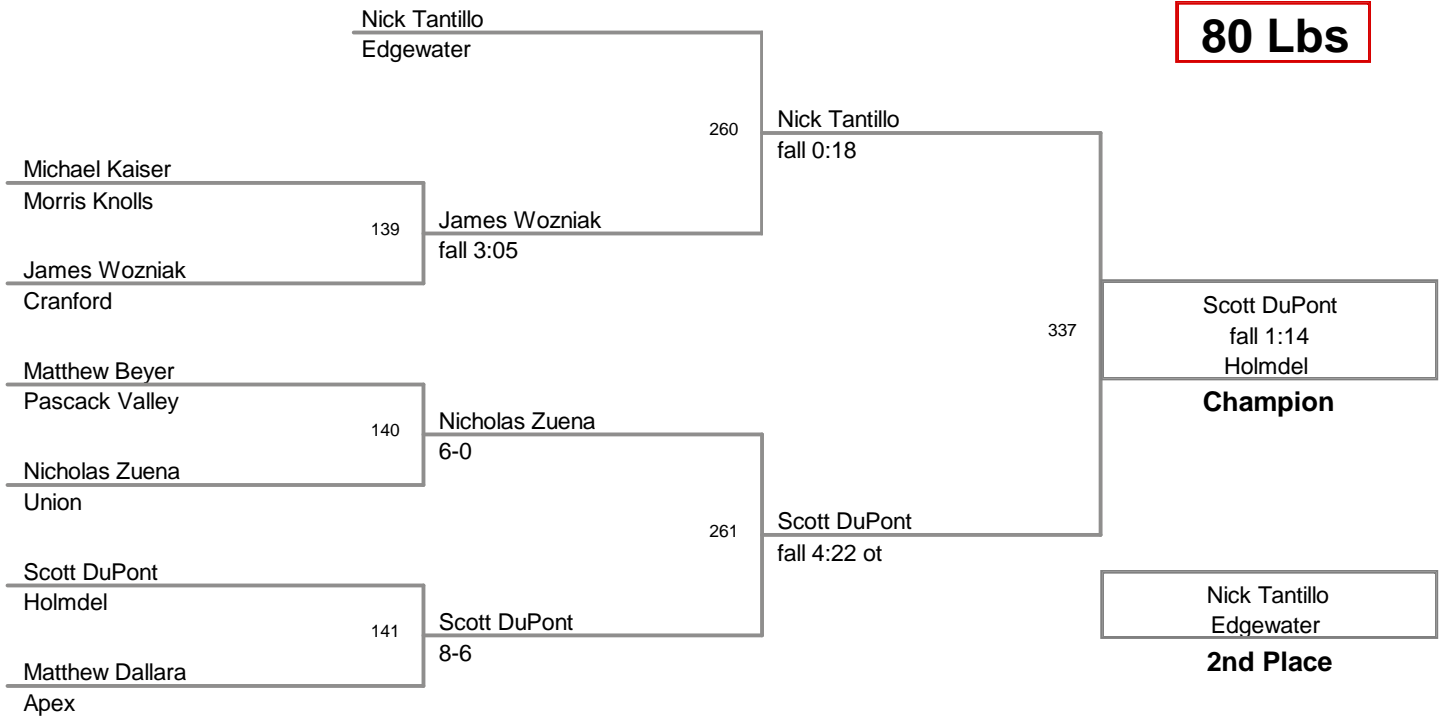 Nick Tantillo
Edgewater
80 Lbs
260
Nick Tantillo
fall 0:18
Michael Kaiser
Morris Knolls
139
James Wozniak
fall 3:05
James Wozniak
Cranford
337
Scott DuPont
fall 1:14
Holmdel
Champion
Matthew Beyer
Pascack Valley
140
Nicholas Zuena
6-0
Nicholas Zuena
Union
261
Scott DuPont
fall 4:22 ot
Scott DuPont
Holmdel
141
Scott DuPont
8-6
Matthew Dallara
Apex
Nick Tantillo
Edgewater
2nd Place